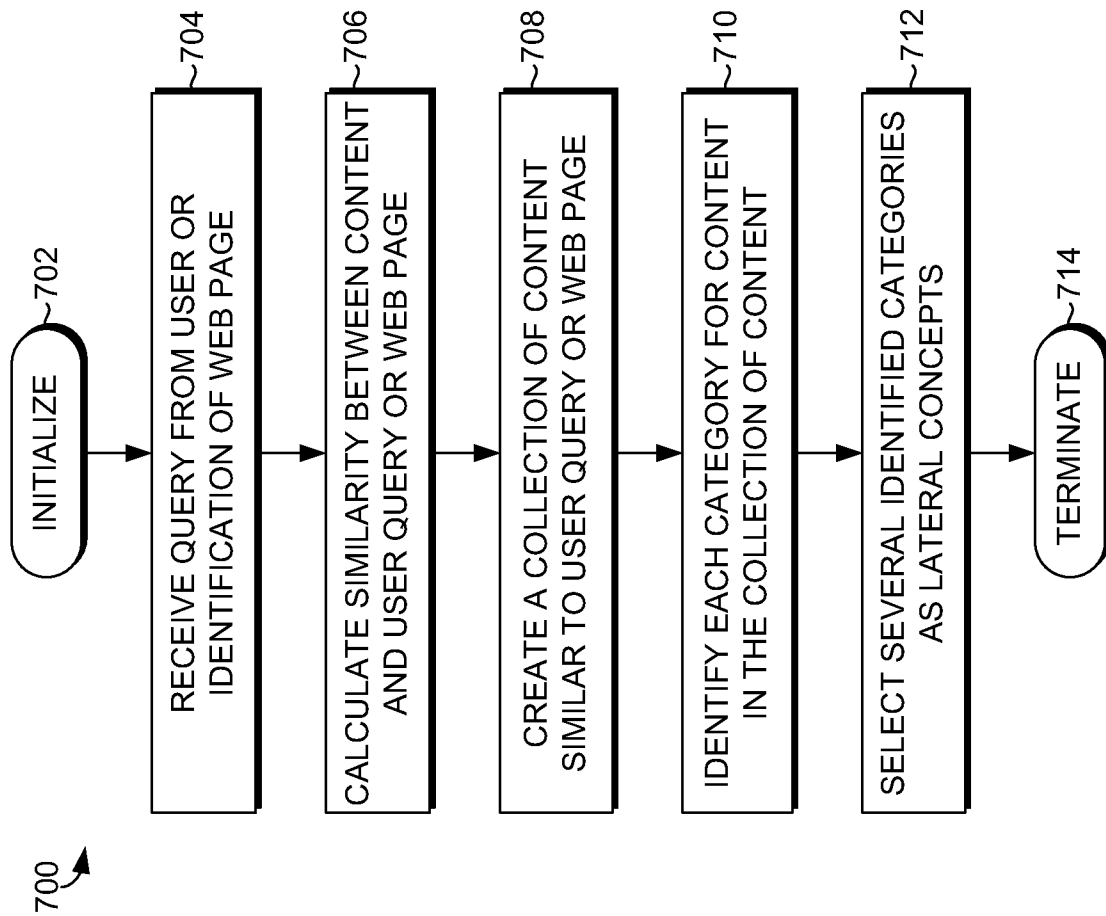 700
INITIALIZE
702
RECEIVE QUERY FROM USER OR
IDENTIFICATION OF WEB PAGE
704
CALCULATE SIMILARITY BETWEEN CONTENT
AND USER QUERY OR WEB PAGE
706
CREATE A COLLECTION OF CONTENT
SIMILAR TO USER QUERY OR WEB PAGE
708
IDENTIFY EACH CATEGORY FOR CONTENT
IN THE COLLECTION OF CONTENT
710
SELECT SEVERAL IDENTIFIED CATEGORIES
AS LATERAL CONCEPTS
712
TERMINATE
714